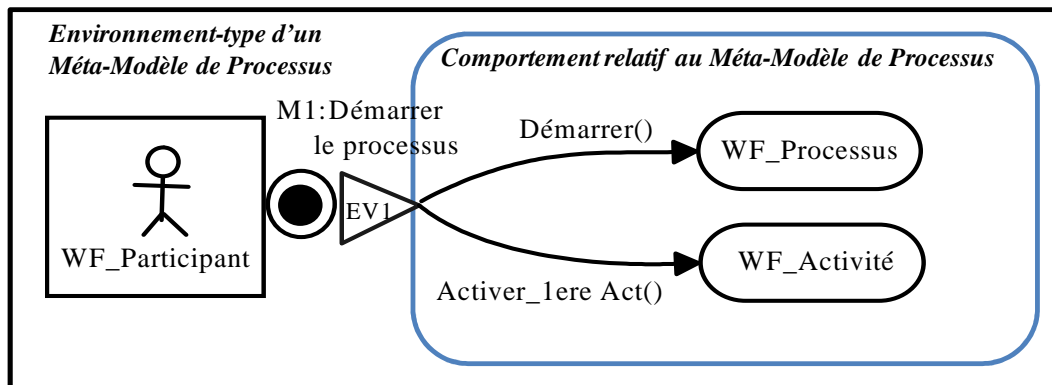 Environnement-type d’un
Méta-Modèle de Processus
Comportement relatif au Méta-Modèle de Processus
M1:Démarrer
le processus
Démarrer()
WF_Processus
EV1
WF_Participant
WF_Activité
Activer_1ere Act()